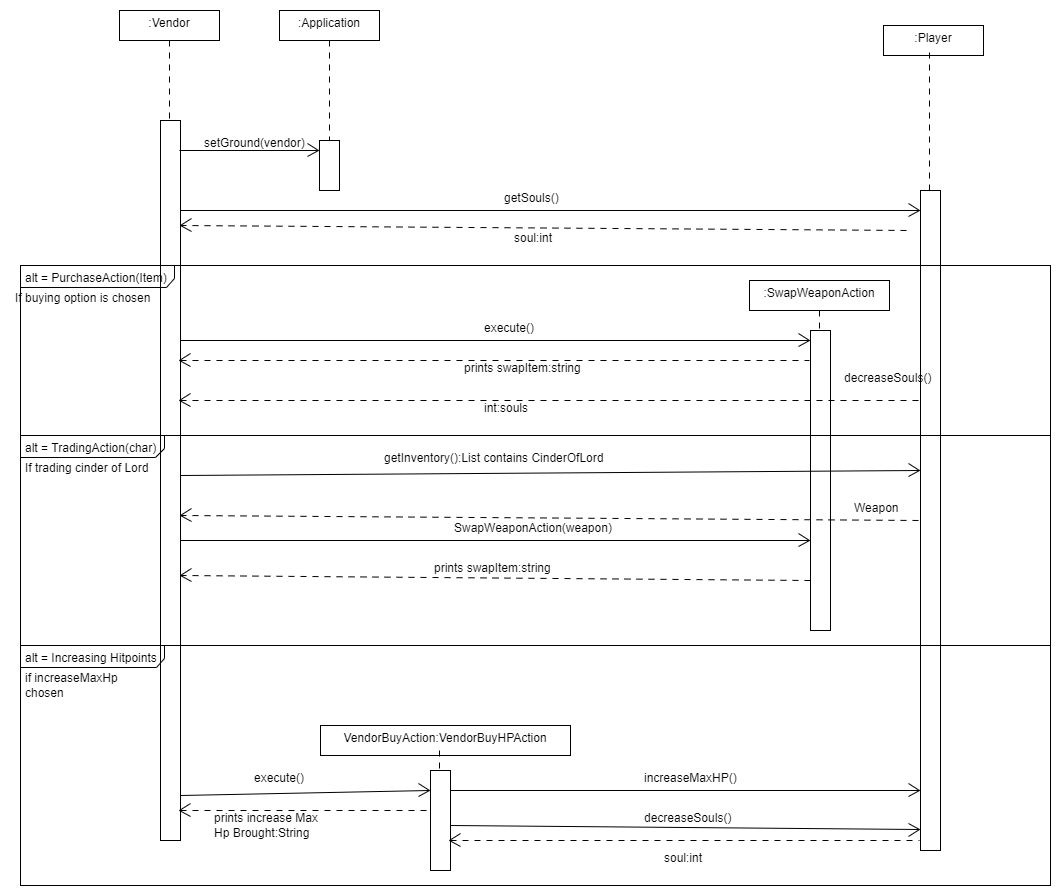 :Vendor
:Application
:Player
setGround(vendor)
getSouls()
soul:int
alt = PurchaseAction(Item)
If buying option is chosen
:SwapWeaponAction
execute()
prints swapItem:string
decreaseSouls()
int:souls
alt = TradingAction(char)
If trading cinder of Lord
getInventory():List contains CinderOfLord
Weapon
SwapWeaponAction(weapon)
prints swapItem:string
alt = Increasing Hitpoints
if increaseMaxHp
chosen
VendorBuyAction:VendorBuyHPAction
execute()
increaseMaxHP()
prints increase Max
Hp Brought:String
decreaseSouls()
soul:int